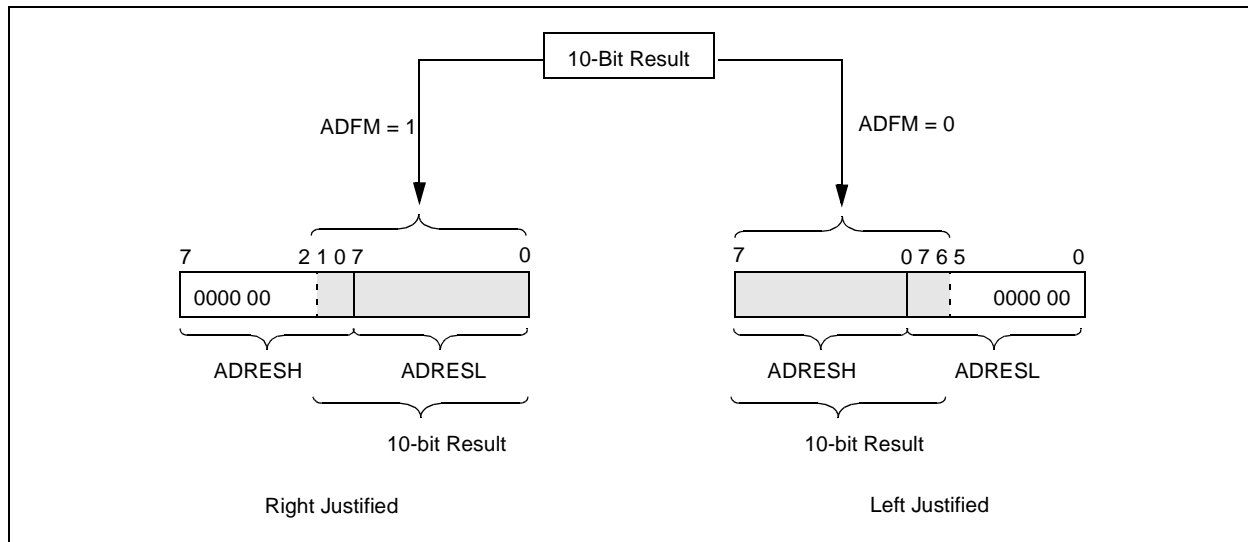 10-Bit Result
ADFM = 1
ADFM = 0
7 2 1 0 7 0
7 0 7 6 5 0
0000 00
0000 00
ADRESH ADRESL
ADRESH ADRESL
10-bit Result
10-bit Result
Right Justified
Left Justified